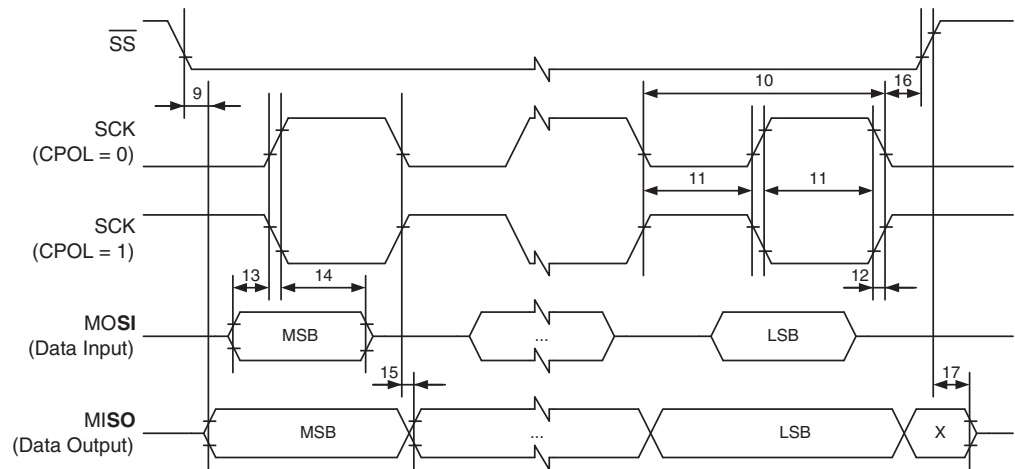 SS
9
10
16
SCK
(CPOL = 0)
11
11
SCK
(CPOL = 1)
13
14
12
MOSI
(Data Input)
MSB
...
LSB
15
17
MISO
(Data Output)
MSB
...
LSB
X